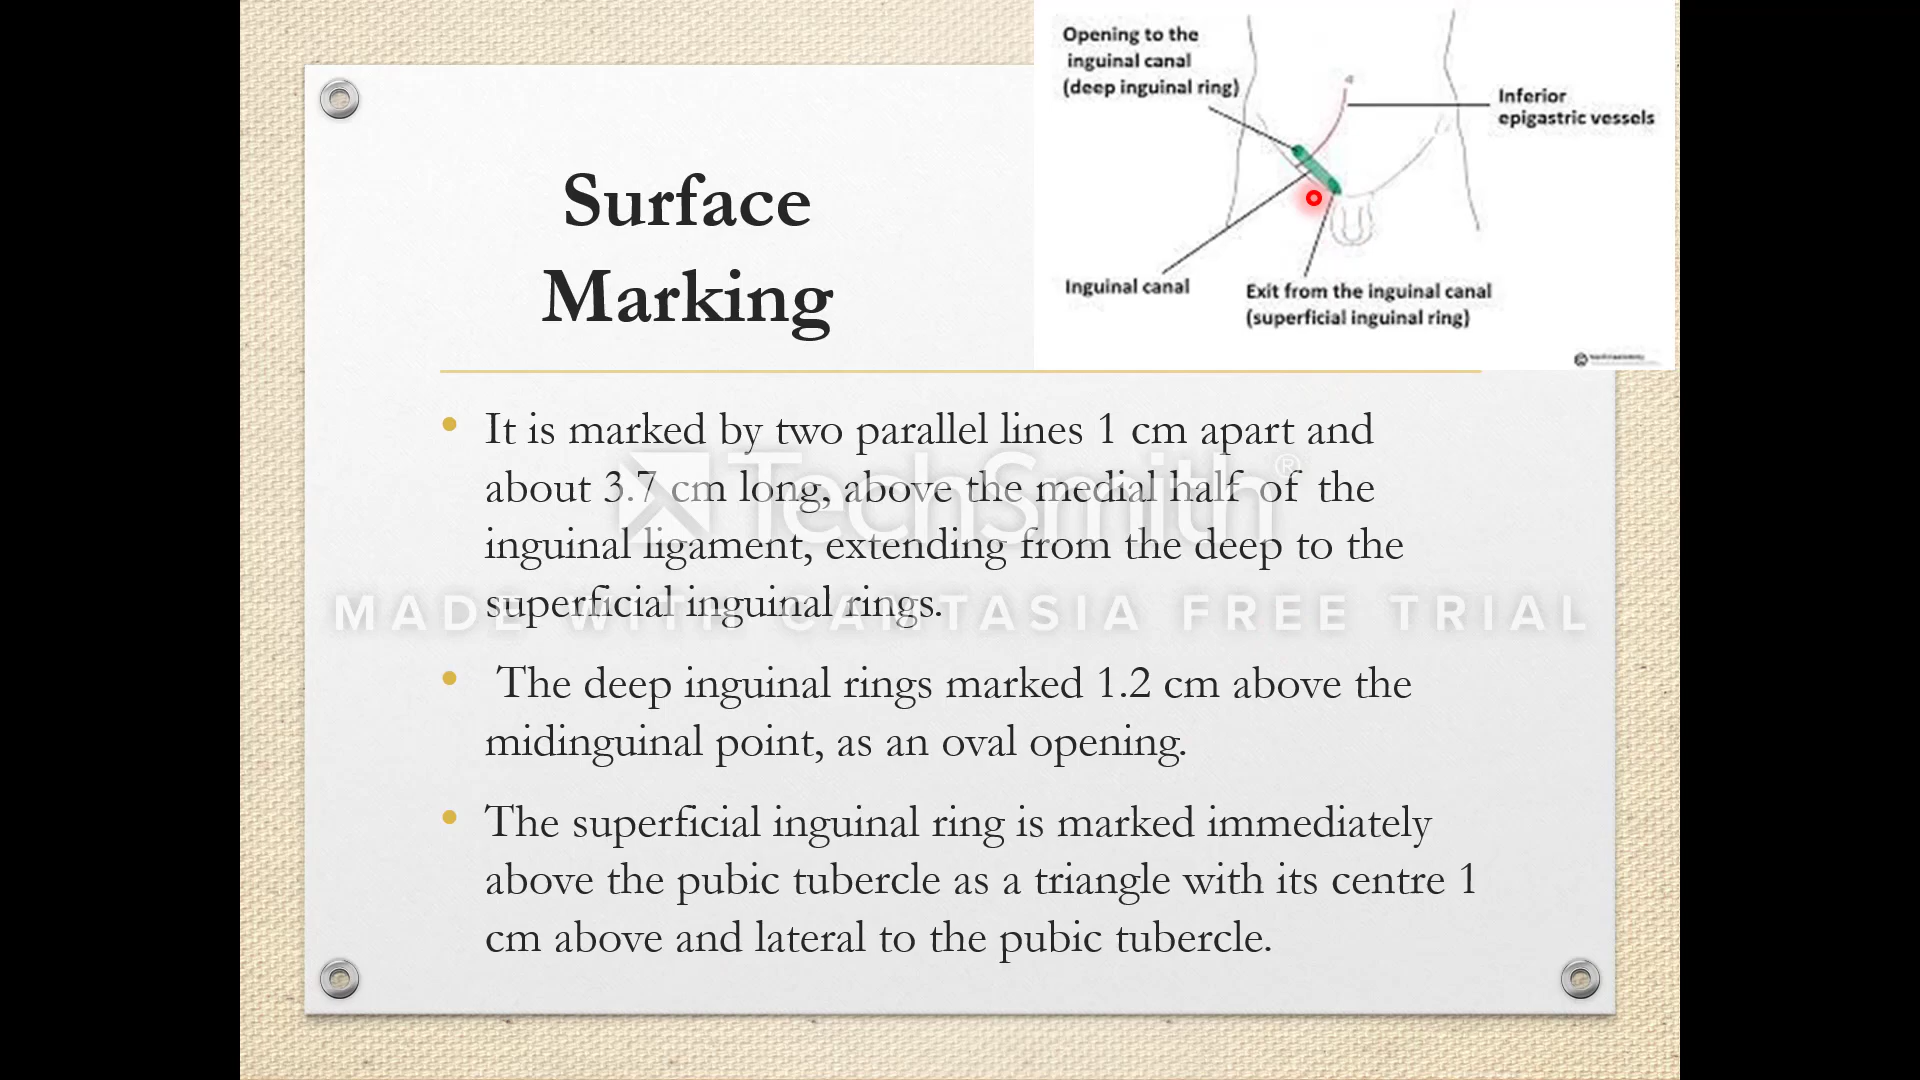 Opening to the
inguinal canal
(deep inguinal ring)
Inferior
epigastric vessels
Inguinal canal
Exit from the inguinal canal
(superficial inguinal ring)
Surface
Marking
• It is marked by two parallel lines 1 cm apart and
about 3.7 cm long, above the medial half of the
inguinal ligament, extending from the deep to the
superficial inguinal rings.
• The deep inguinal rings marked 1.2 cm above the
midinguinal point, as an oval opening.
• The superficial inguinal ring is marked immediately
above the pubic tubercle as a triangle with its centre 1
cm above and lateral to the pubic tubercle.
TechSmith®
MADE WITH CAMTASIA FREE TRIAL